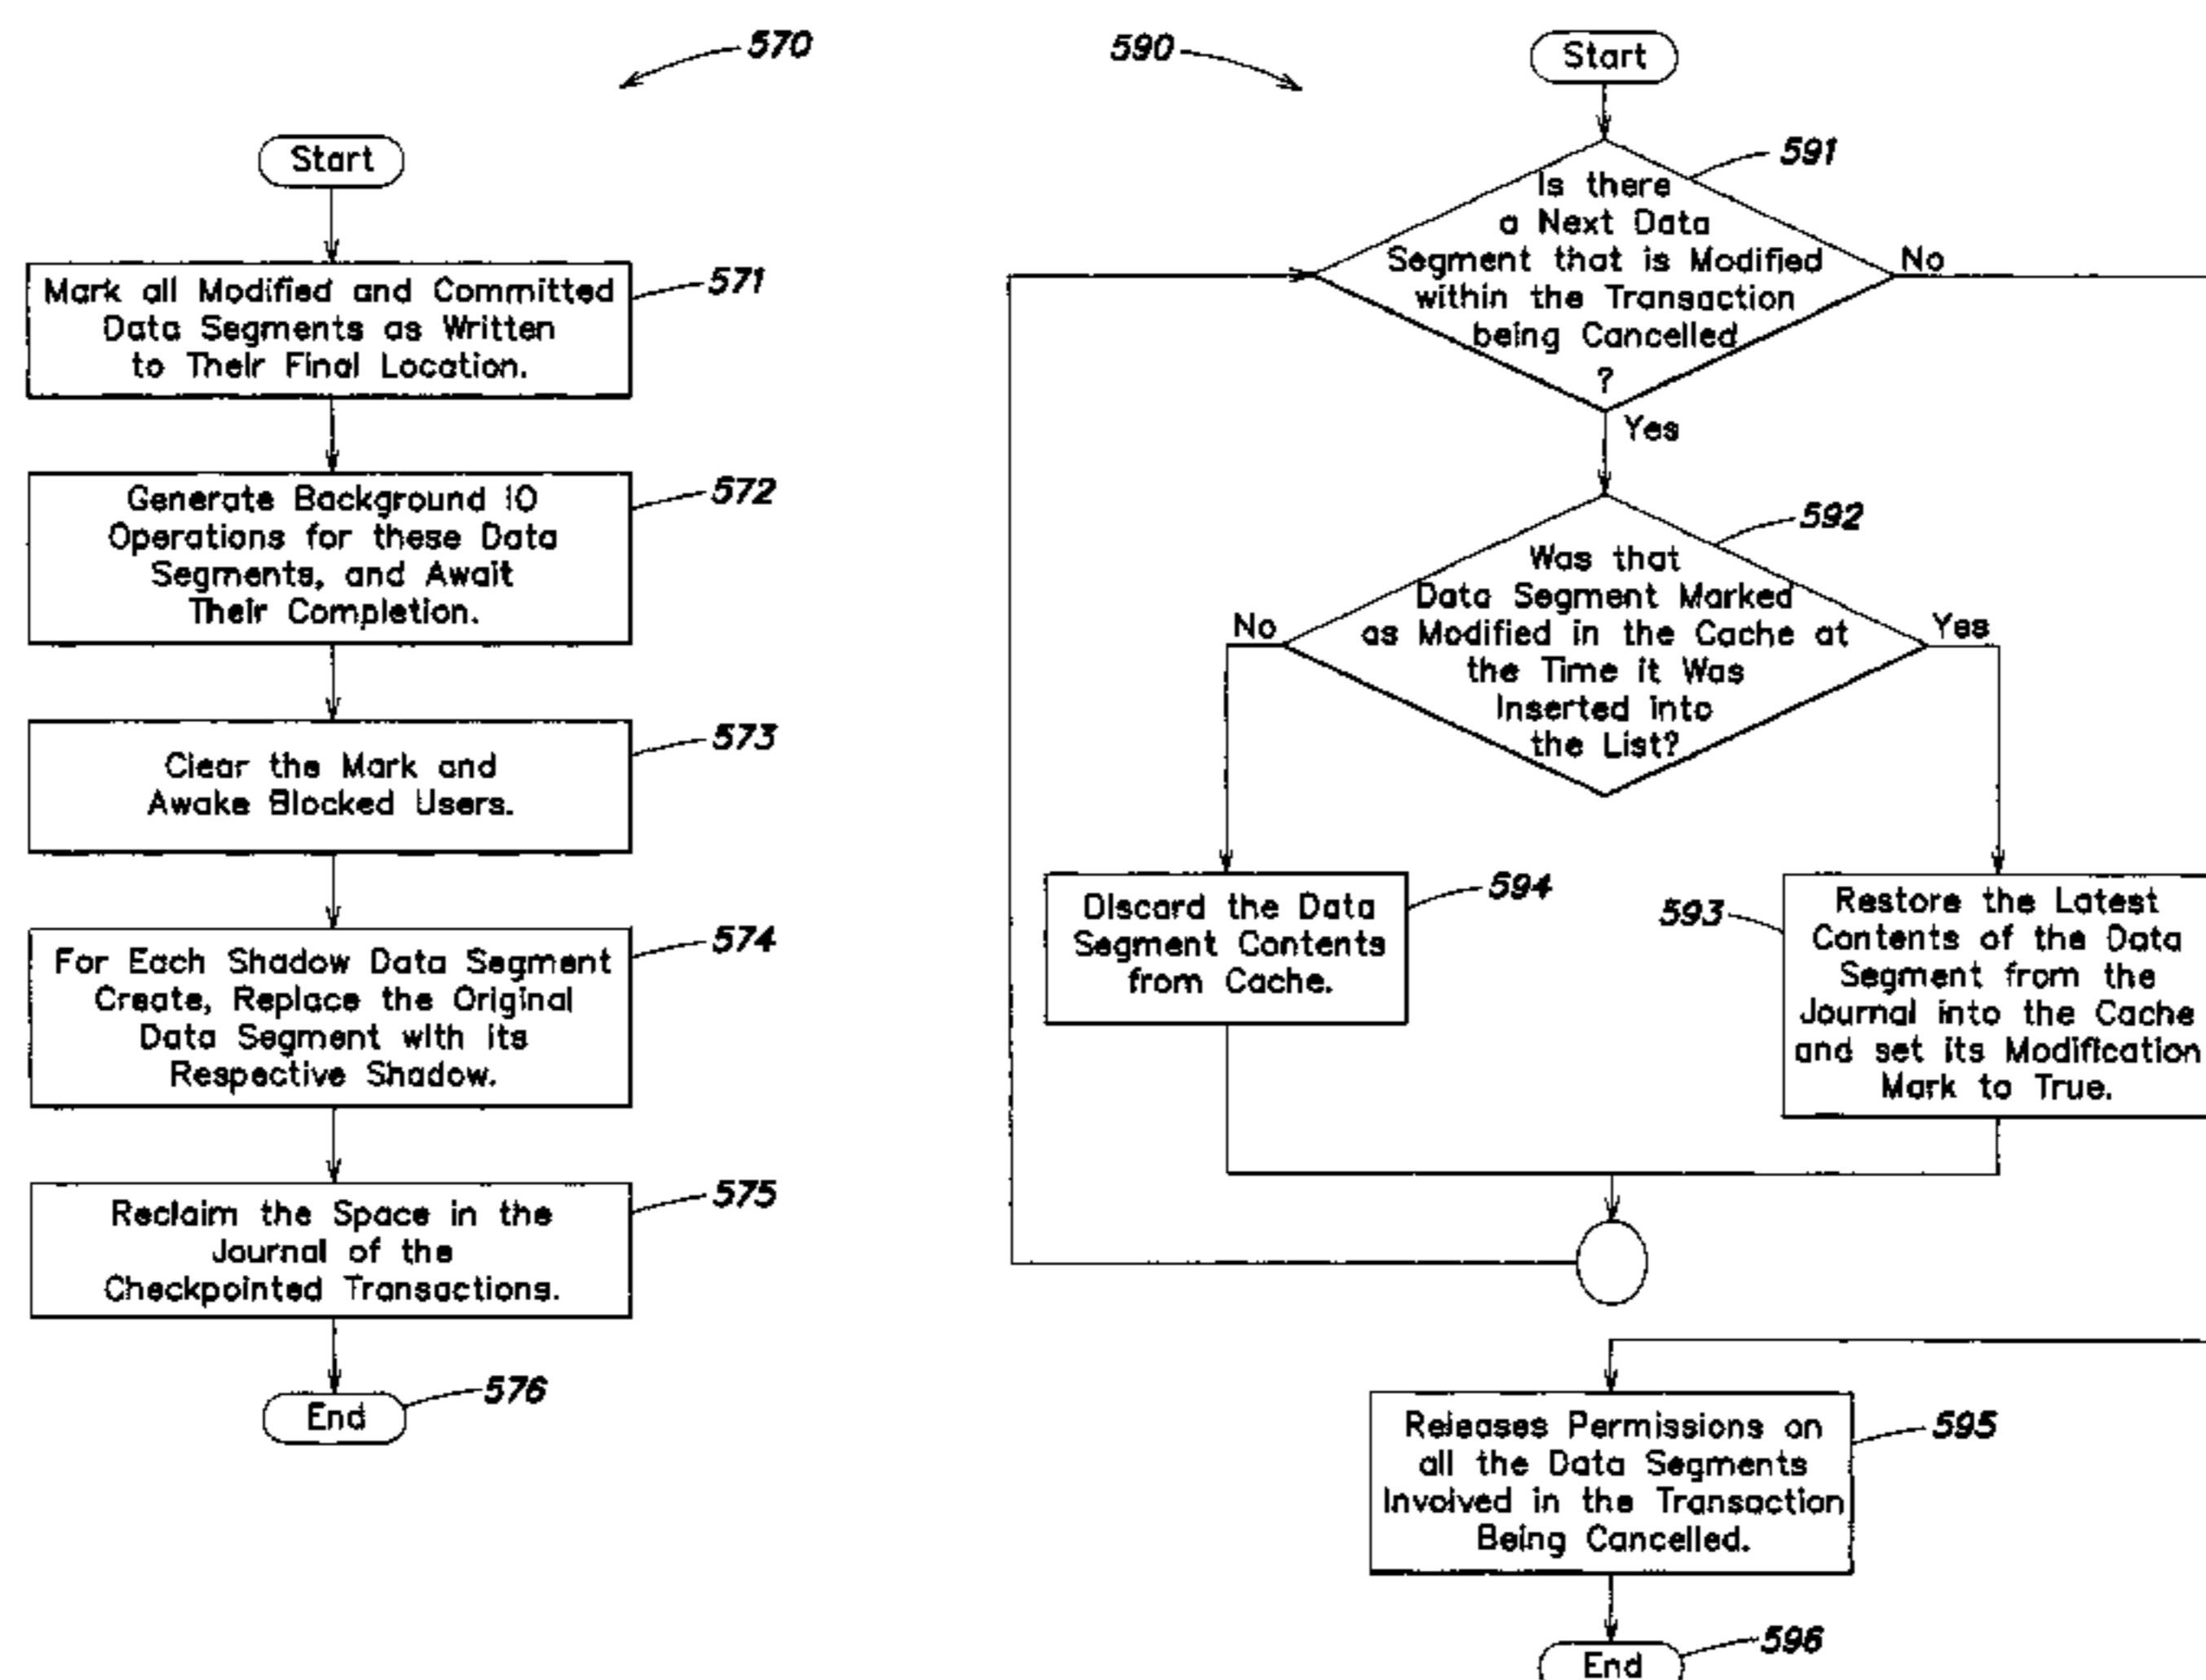 570
Start
Mark all Modified and Committed
Data Segments as Written
to Their Final Location.
571
Generate Background IO
Operations for these Data
Segments, and Await
Their Completion.
572
Clear the Mark and
Awake Blocked Users.
573
For Each Shadow Data Segment
Create, Replace the Original
Data Segment with its
Respective Shadow.
574
Reclaim the Space in the
Journal of the
Checkpointed Transactions.
575
End
576
590
Start
Is there
a Next Data
Segment that is Modified
within the Transaction
being Cancelled
?
591
No
Yes
Was that
Data Segment Marked
as Modified in the Cache at
the Time it Was
Inserted into
the List?
592
No
Yes
Discard the Data
Segment Contents
from Cache.
594
593
Restore the Latest
Contents of the Data
Segment from the
Journal into the Cache
and set its Modification
Mark to True.
Releases Permissions on
all the Data Segments
Involved in the Transaction
Being Cancelled.
595
End
596